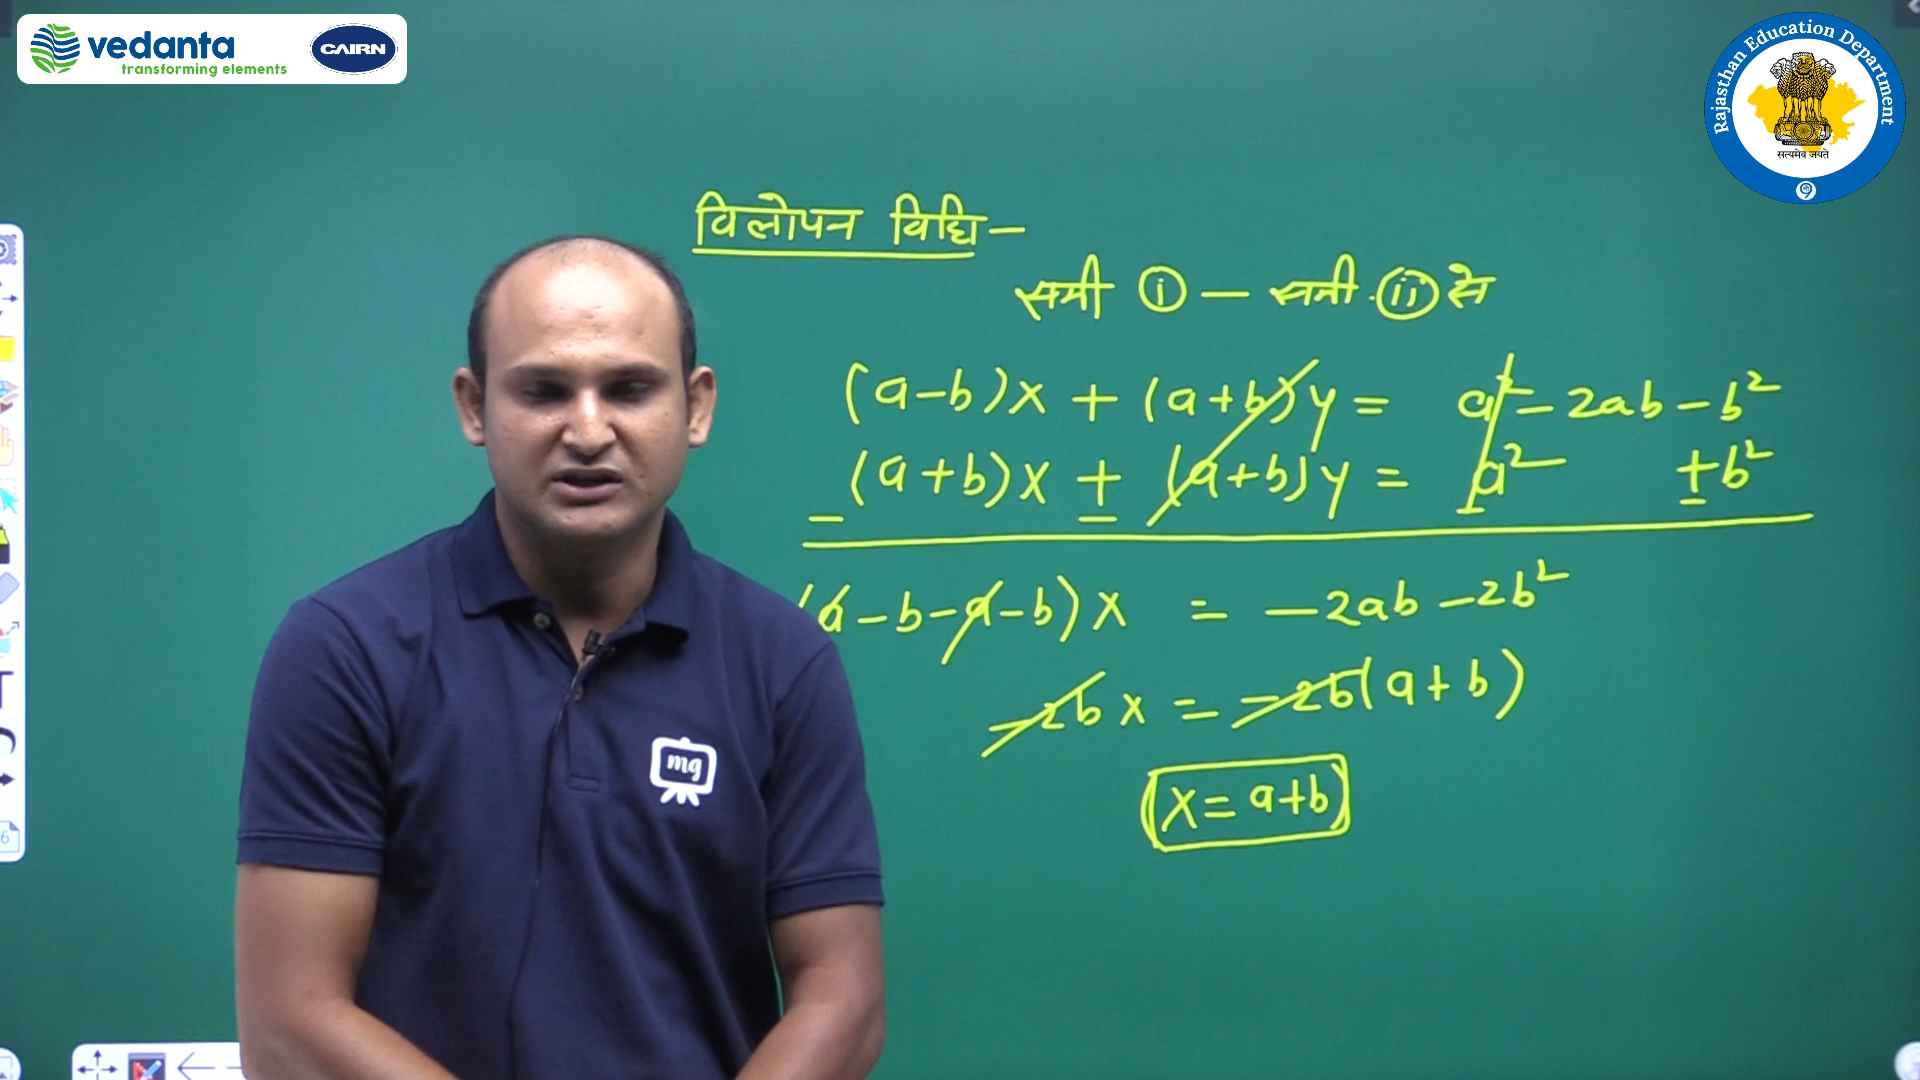 vedanta
transforming elements
CAIRN
Rajasthan Education Department
सत्यमेव जयते
विलोपन विधि –
समी (i) – समी. (ii) से
(a-b)x + (a+b)y = a² - 2ab - b²
(a+b)x + (a+b)y = a² + b²
– – – –
(a-b-a-b)x = -2ab -2b²
-2bx = -2b(a+b)
x = a+b
mg